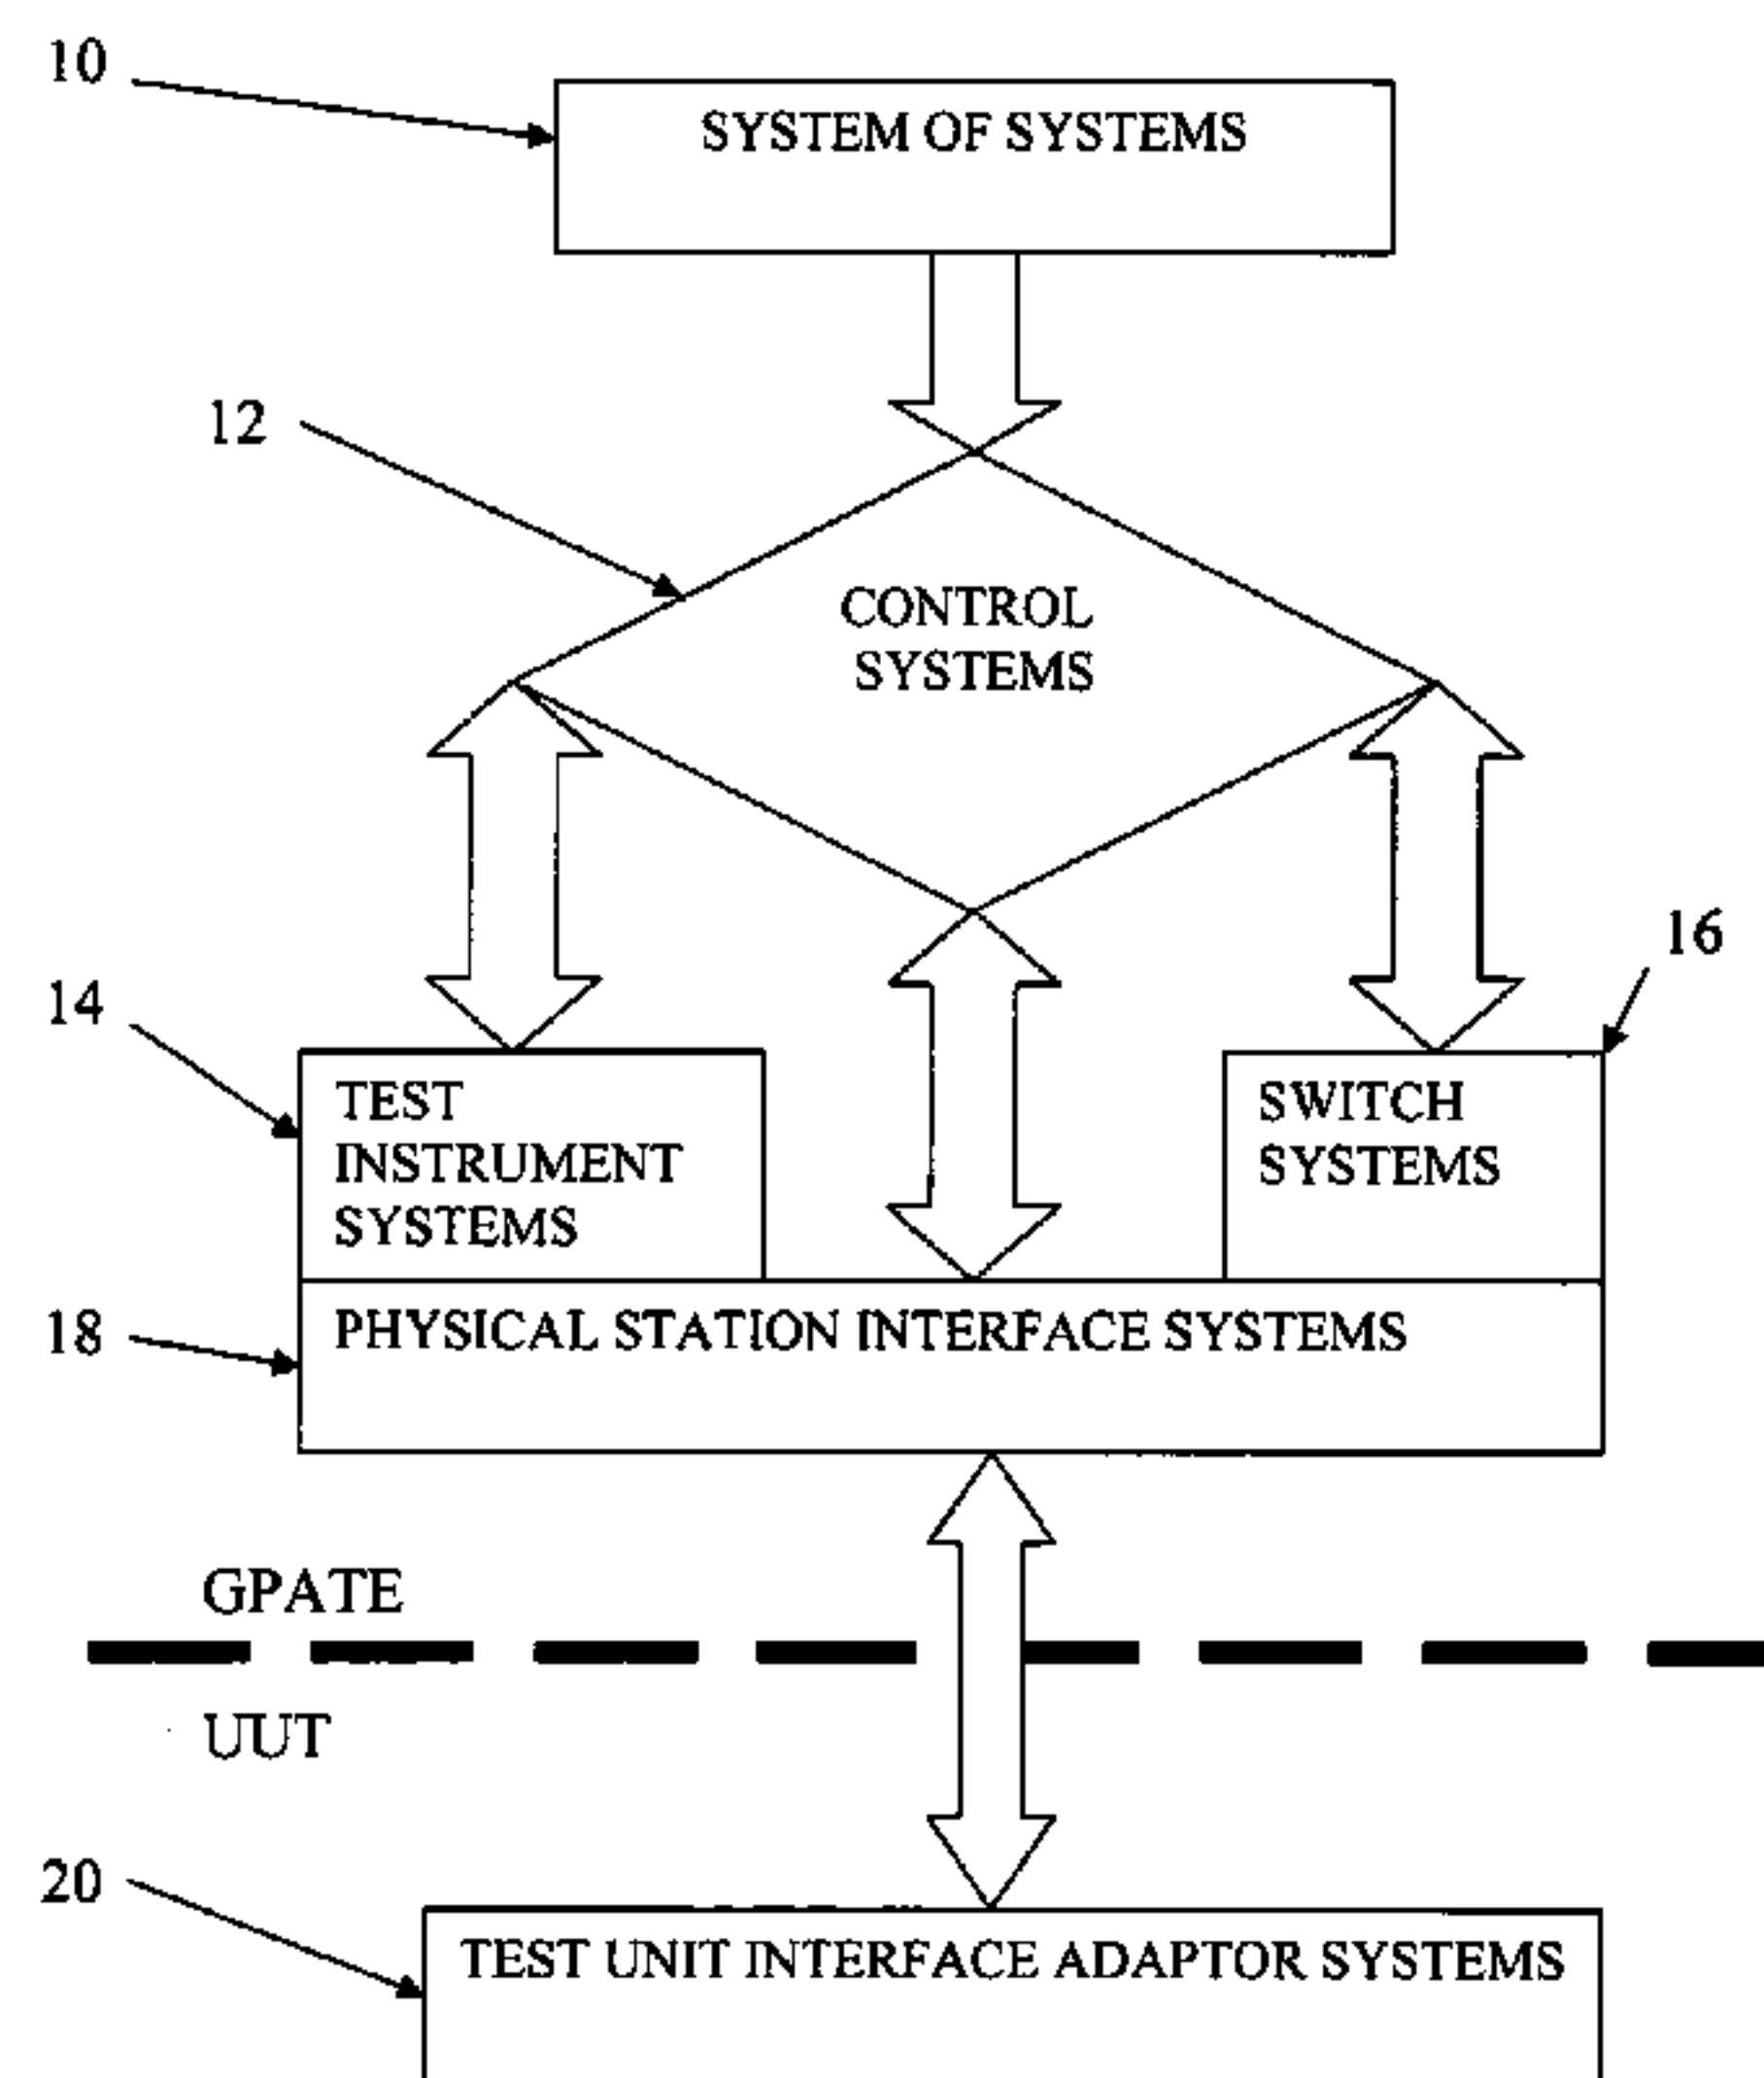 10
SYSTEM OF SYSTEMS
12
CONTROL
SYSTEMS
16
14
TEST
INSTRUMENT
SYSTEMS
SWITCH
SYSTEMS
18
PHYSICAL STATION INTERFACE SYSTEMS
GPATE
UUT
20
TEST UNIT INTERFACE ADAPTOR SYSTEMS